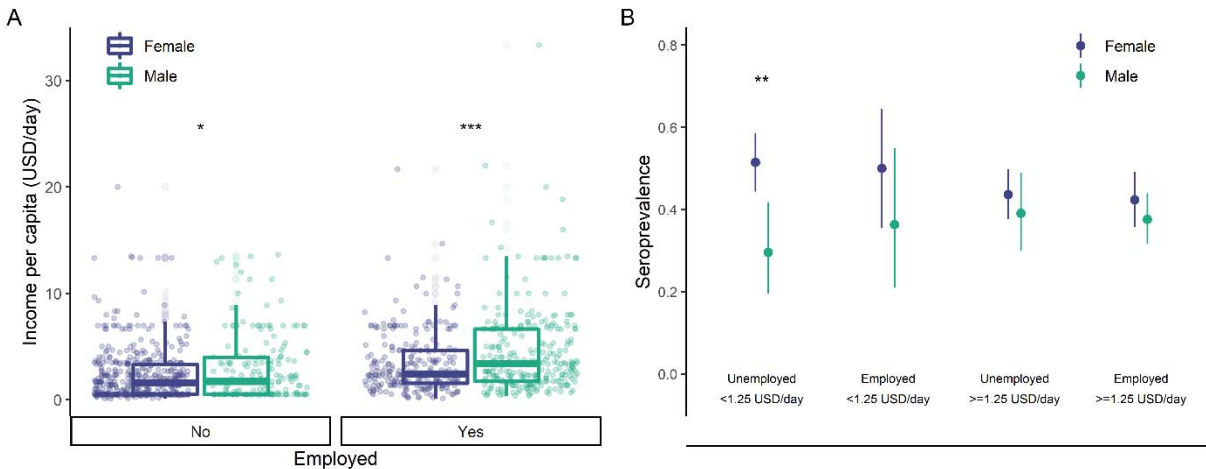 A
Income per capita (USD/day)
30
20
10
0
Female
Male
*
***
No
Yes
Employed
B
Seroprevalence
0.8
0.6
0.4
0.2
0.0
Female
Male
**
Unemployed
<1.25 USD/day
Employed
<1.25 USD/day
Unemployed
>=1.25 USD/day
Employed
>=1.25 USD/day